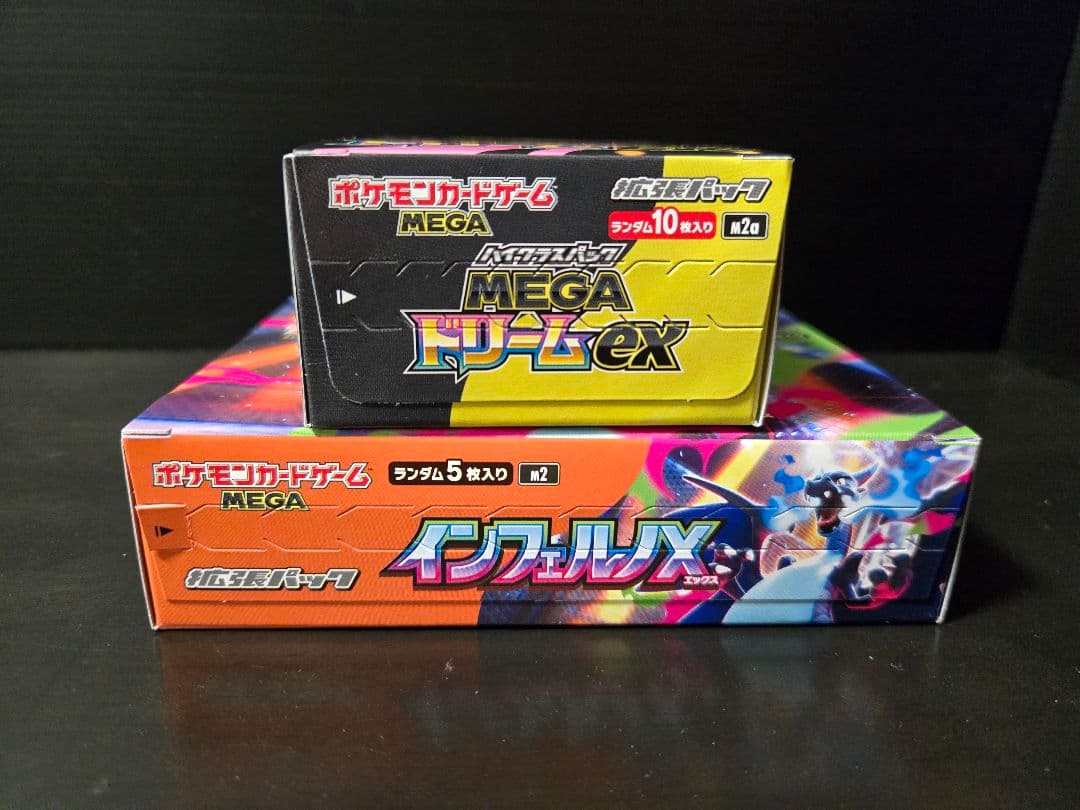 ポケモンカードゲーム
MEGA
拡張パック
ランダム10枚入り m2a
ハイクラスパック
MEGA
ドリームex
ポケモンカードゲーム™
MEGA
ランダム5枚入り m2
インフェルノX
エックス
拡張パック